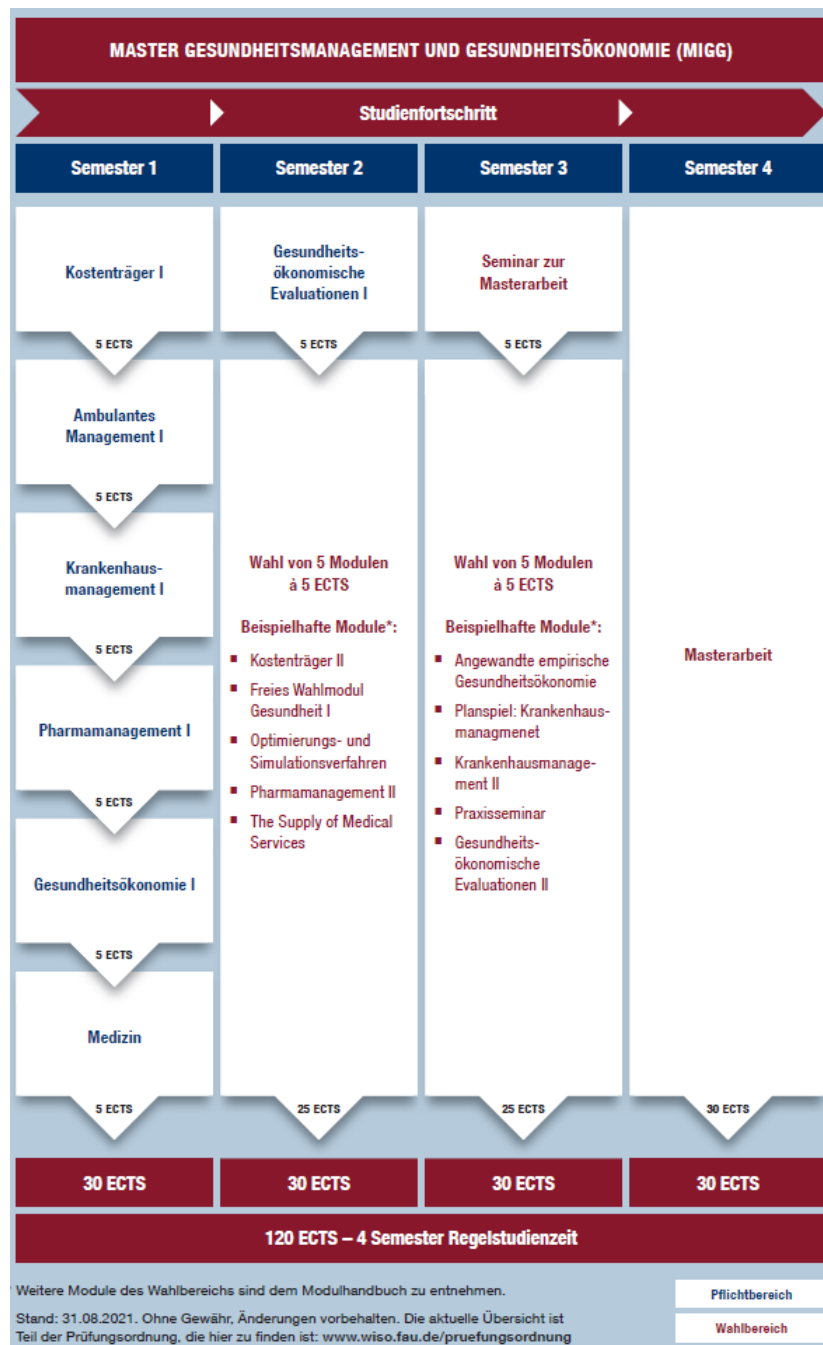 MASTER GESUNDHEITSMANAGEMENT UND GESUNDHEITSÖKONOMIE (MIGG)
Studienfortschritt
Semester 1
Semester 2
Semester 3
Semester 4
Kostenträger I
5 ECTS
Ambulantes
Management I
5 ECTS
Krankenhaus-
management I
5 ECTS
Pharmamanagement I
5 ECTS
Gesundheitsökonomie I
5 ECTS
Medizin
5 ECTS
Gesundheits-
ökonomische
Evaluationen I
5 ECTS
Wahl von 5 Modulen
à 5 ECTS
Beispielhafte Module*:
Kostenträger II
Freies Wahlmodul
Gesundheit I
Optimierungs- und
Simulationsverfahren
Pharmamanagement II
The Supply of Medical
Services
25 ECTS
Seminar zur
Masterarbeit
5 ECTS
Wahl von 5 Modulen
à 5 ECTS
Beispielhafte Module*:
Angewandte empirische
Gesundheitsökonomie
Planspiel: Krankenhaus-
managmenet
Krankenhausmanage-
ment II
Praxisseminar
Gesundheits-
ökonomische
Evaluationen II
25 ECTS
Masterarbeit
30 ECTS
30 ECTS
30 ECTS
30 ECTS
30 ECTS
120 ECTS – 4 Semester Regelstudienzeit
Weitere Module des Wahlbereichs sind dem Modulhandbuch zu entnehmen.
Stand: 31.08.2021. Ohne Gewähr, Änderungen vorbehalten. Die aktuelle Übersicht ist
Teil der Prüfungsordnung, die hier zu finden ist: www.wiso.fau.de/pruefungsordnung
Pflichtbereich
Wahlbereich